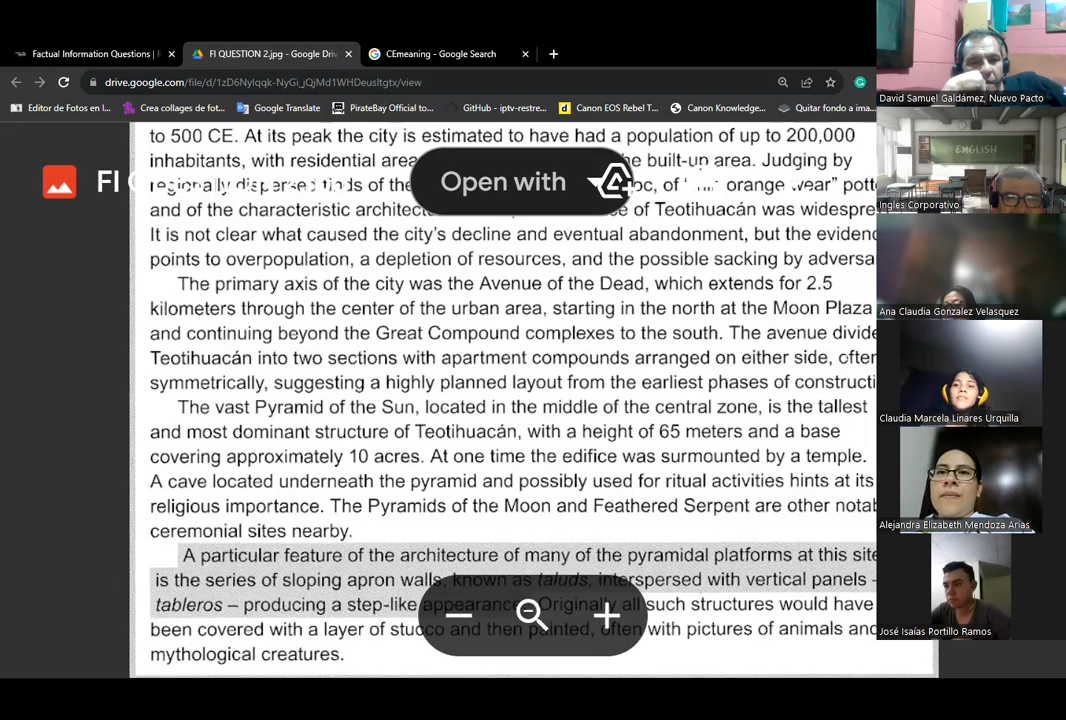 Factual Information Questions |
FI QUESTION 2.jpg - Google Driv
CEmeaning - Google Search
drive.google.com/file/d/1zD6Nylqqk-NyGi_jQjMd1WHDeusltgtx/view
Editor de Fotos en l...
Crea collages de fot...
Google Translate
PirateBay Official to...
GitHub - iptv-restre...
Canon EOS Rebel T...
Canon Knowledge...
Quitar fondo a ima...
to 500 CE. At its peak the city is estimated to have had a population of up to 200,000
inhabitants, with residential area he built-up area. Judging by
FI
Open with
of the orange wear" pott
and of the characteristic of Teotihuacán was widespre
It is not clear what caused the city's decline and eventual abandonment, but the evidenc
points to overpopulation, a depletion of resources, and the possible sacking by adversa
The primary axis of the city was the Avenue of the Dead, which extends for 2.5
kilometers through the center of the urban area, starting in the north at the Moon Plaza
and continuing beyond the Great Compound complexes to the south. The avenue divide
Teotihuacán into two sections with apartment compounds arranged on either side, often
symmetrically, suggesting a highly planned layout from the earliest phases of constructi
The vast Pyramid of the Sun, located in the middle of the central zone, is the tallest
and most dominant structure of Teotihuacán, with a height of 65 meters and a base
covering approximately 10 acres. At one time the edifice was surmounted by a temple.
A cave located underneath the pyramid and possibly used for ritual activities hints at its
religious importance. The Pyramids of the Moon and Feathered Serpent are other notab
ceremonial sites nearby.
A particular feature of the architecture of many of the pyramidal platforms at this site
is the series of sloping apron walls, known as taluds, interspersed with vertical panels -
tableros – producing a step-like appearance. Originally all such structures would have
been covered with a layer of stucco and then painted, often with pictures of animals and
mythological creatures.
David Samuel Galdámez, Nuevo Pacto
ENGLISH
Ingles Corporativo
Ana Claudia Gonzalez Velasquez
Claudia Marcela Linares Urquilla
Alejandra Elizabeth Mendoza Arias
José Isaías Portillo Ramos